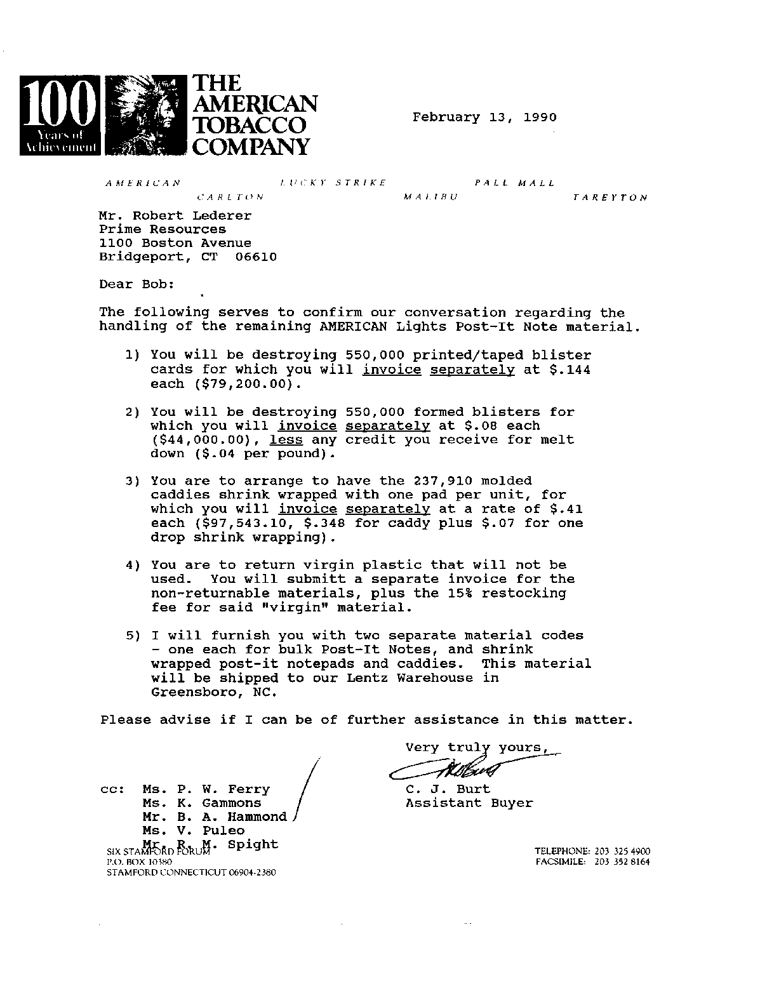 100
Years of
Achievement
THE
AMERICAN
TOBACCO
COMPANY
February 13, 1990
AMERICAN LUCKY STRIKE PALL MALL
CARLTON MALIBU TAREYTON
Mr. Robert Lederer
Prime Resources
1100 Boston Avenue
Bridgeport, CT 06610
Dear Bob:
The following serves to confirm our conversation regarding the
handling of the remaining AMERICAN Lights Post-It Note material.
1) You will be destroying 550,000 printed/taped blister
cards for which you will invoice separately at $.144
each ($79,200.00).
2) You will be destroying 550,000 formed blisters for
which you will invoice separately at $.08 each
($44,000.00), less any credit you receive for melt
down ($.04 per pound).
3) You are to arrange to have the 237,910 molded
caddies shrink wrapped with one pad per unit, for
which you will invoice separately at a rate of $.41
each ($97,543.10, $.348 for caddy plus $.07 for one
drop shrink wrapping).
4) You are to return virgin plastic that will not be
used. You will submitt a separate invoice for the
non-returnable materials, plus the 15% restocking
fee for said "virgin" material.
5) I will furnish you with two separate material codes
- one each for bulk Post-It Notes, and shrink
wrapped post-it notepads and caddies. This material
will be shipped to our Lentz Warehouse in
Greensboro, NC.
Please advise if I can be of further assistance in this matter.
Very truly yours,
C. J. Burt
Assistant Buyer
cc: Ms. P. W. Ferry
Ms. K. Gammons
Mr. B. A. Hammond
Ms. V. Puleo
Mr. R. M. Spight
SIX STAMFORD FORUM
P.O. BOX 10380
STAMFORD CONNECTICUT 06904-2380
TELEPHONE: 203 325 4900
FACSIMILE: 203 352 8164